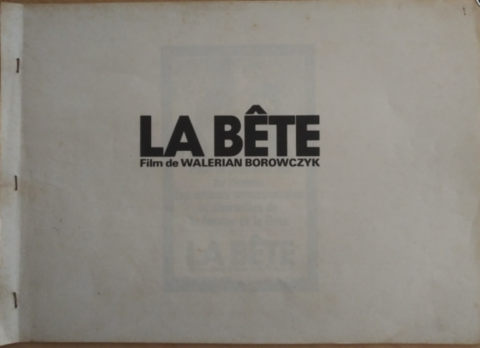 LA BÊTE
Film de WALERIAN BOROWCZYK